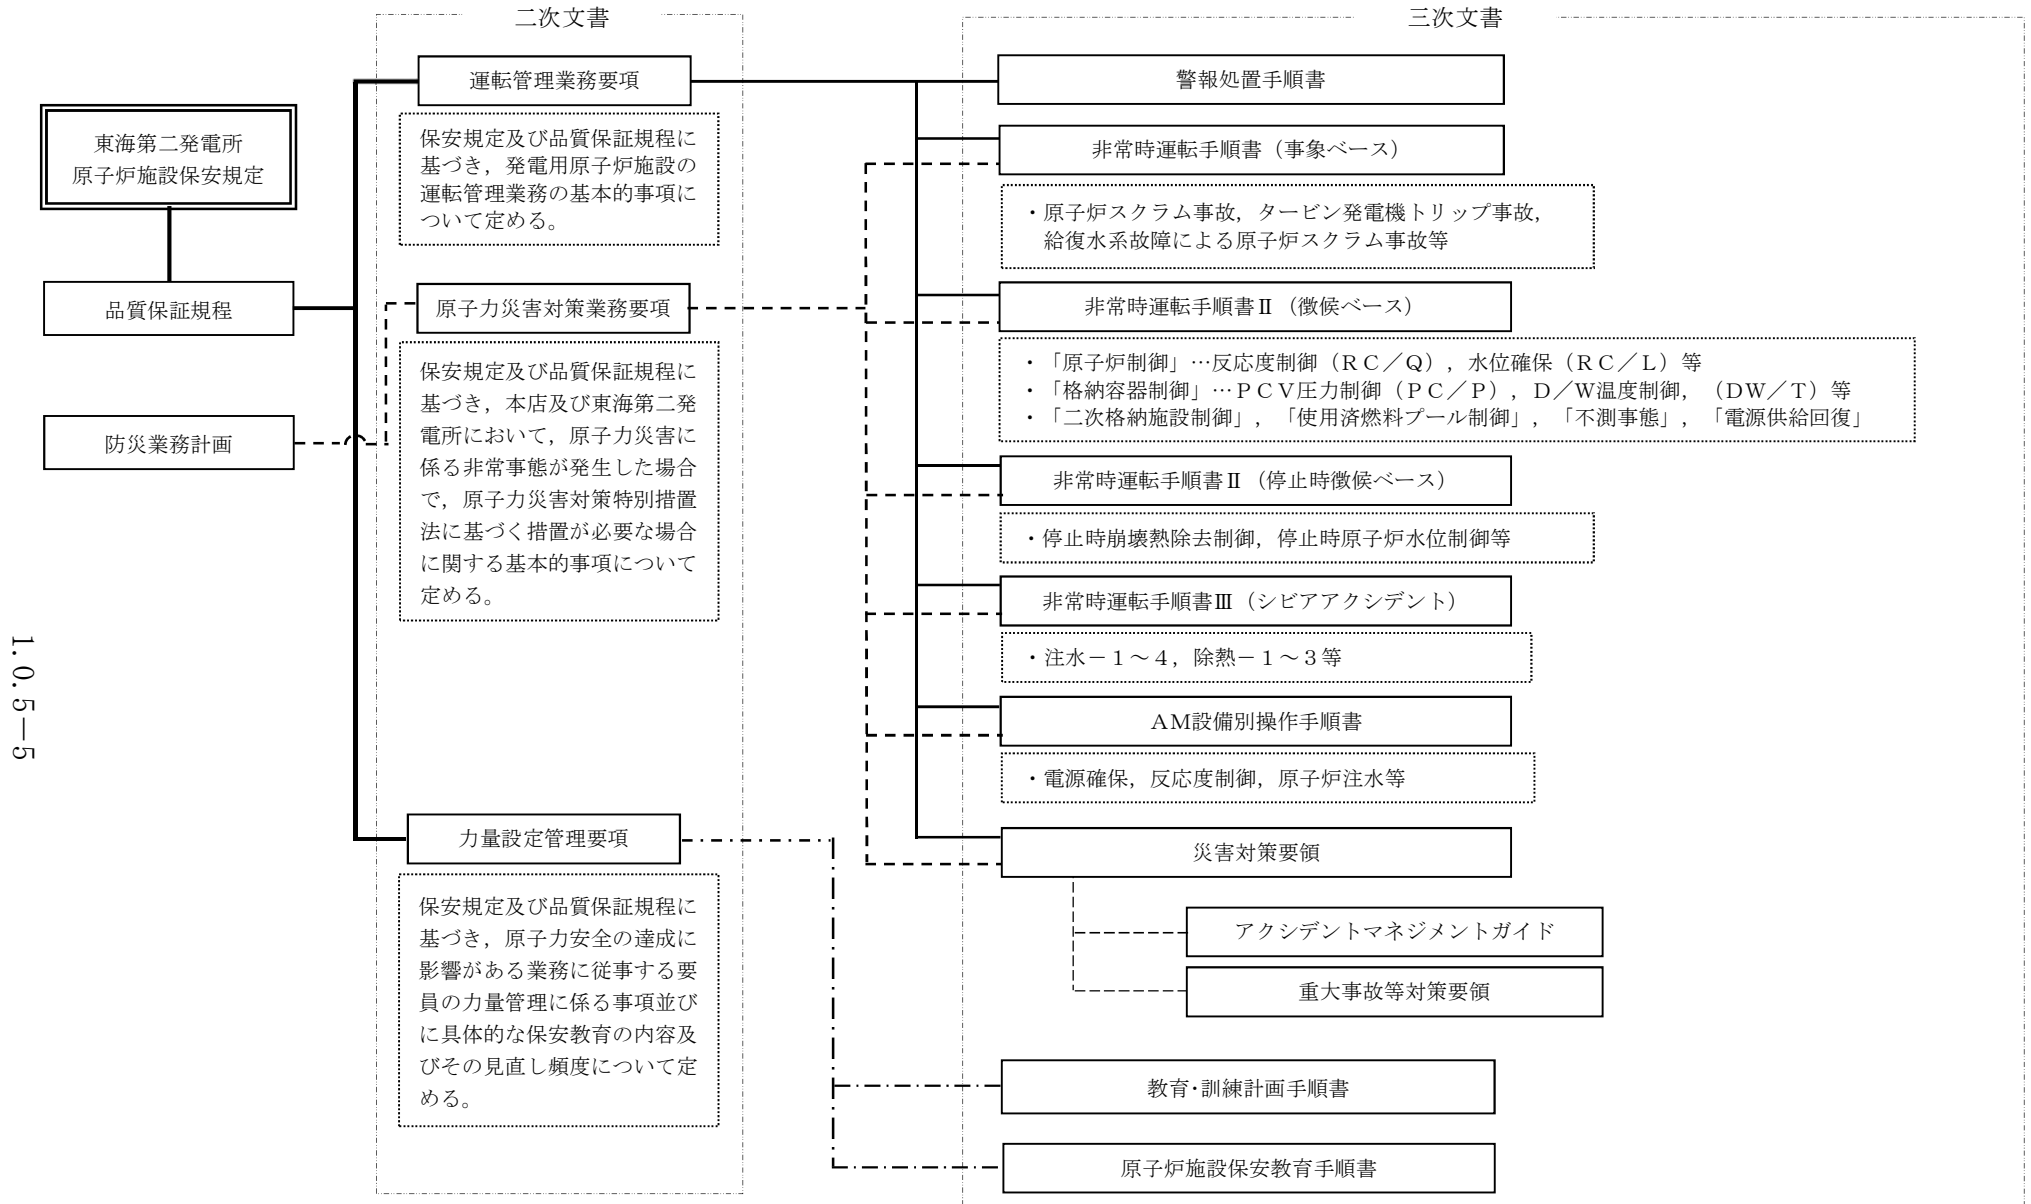 二次文書
三次文書
東海第二発電所
原子炉施設保安規定
品質保証規程
防災業務計画
運転管理業務要項
保安規定及び品質保証規程に
基づき，発電用原子炉施設の
運転管理業務の基本的事項に
ついて定める。
原子力災害対策業務要項
保安規定及び品質保証規程に
基づき，本店及び東海第二発
電所において，原子力災害に
係る非常事態が発生した場合
で，原子力災害対策特別措置
法に基づく措置が必要な場合
に関する基本的事項について
定める。
力量設定管理要項
保安規定及び品質保証規程に
基づき，原子力安全の達成に
影響がある業務に従事する要
員の力量管理に係る事項並び
に具体的な保安教育の内容及
びその見直し頻度について定
める。
警報処置手順書
非常時運転手順書（事象ベース）
・原子炉スクラム事故，タービン発電機トリップ事故，
給復水系故障による原子炉スクラム事故等
非常時運転手順書Ⅱ（徴候ベース）
・「原子炉制御」…反応度制御（ＲＣ／Ｑ），水位確保（ＲＣ／Ｌ）等
・「格納容器制御」…ＰＣＶ圧力制御（ＰＣ／Ｐ），Ｄ／Ｗ温度制御，（ＤＷ／Ｔ）等
・「二次格納施設制御」，「使用済燃料プール制御」，「不測事態」，「電源供給回復」
非常時運転手順書Ⅱ（停止時徴候ベース）
・停止時崩壊熱除去制御，停止時原子炉水位制御等
非常時運転手順書Ⅲ（シビアアクシデント）
・注水－１～４，除熱－１～３等
ＡＭ設備別操作手順書
・電源確保，反応度制御，原子炉注水等
災害対策要領
アクシデントマネジメントガイド
重大事故等対策要領
教育・訓練計画手順書
原子炉施設保安教育手順書
1.0.5－5